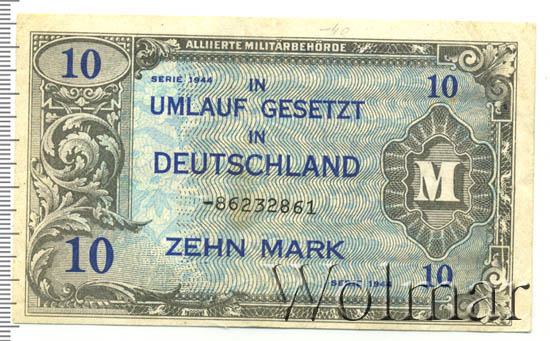 -40
ALLIIERTE MILITÄRBEHÖRDE
10 SERIE 1944 IN 10
UMLAUF GESETZT
IN
DEUTSCHLAND
M
-86232861
10 ZEHN MARK
SERIE 1944 10
Wolmar